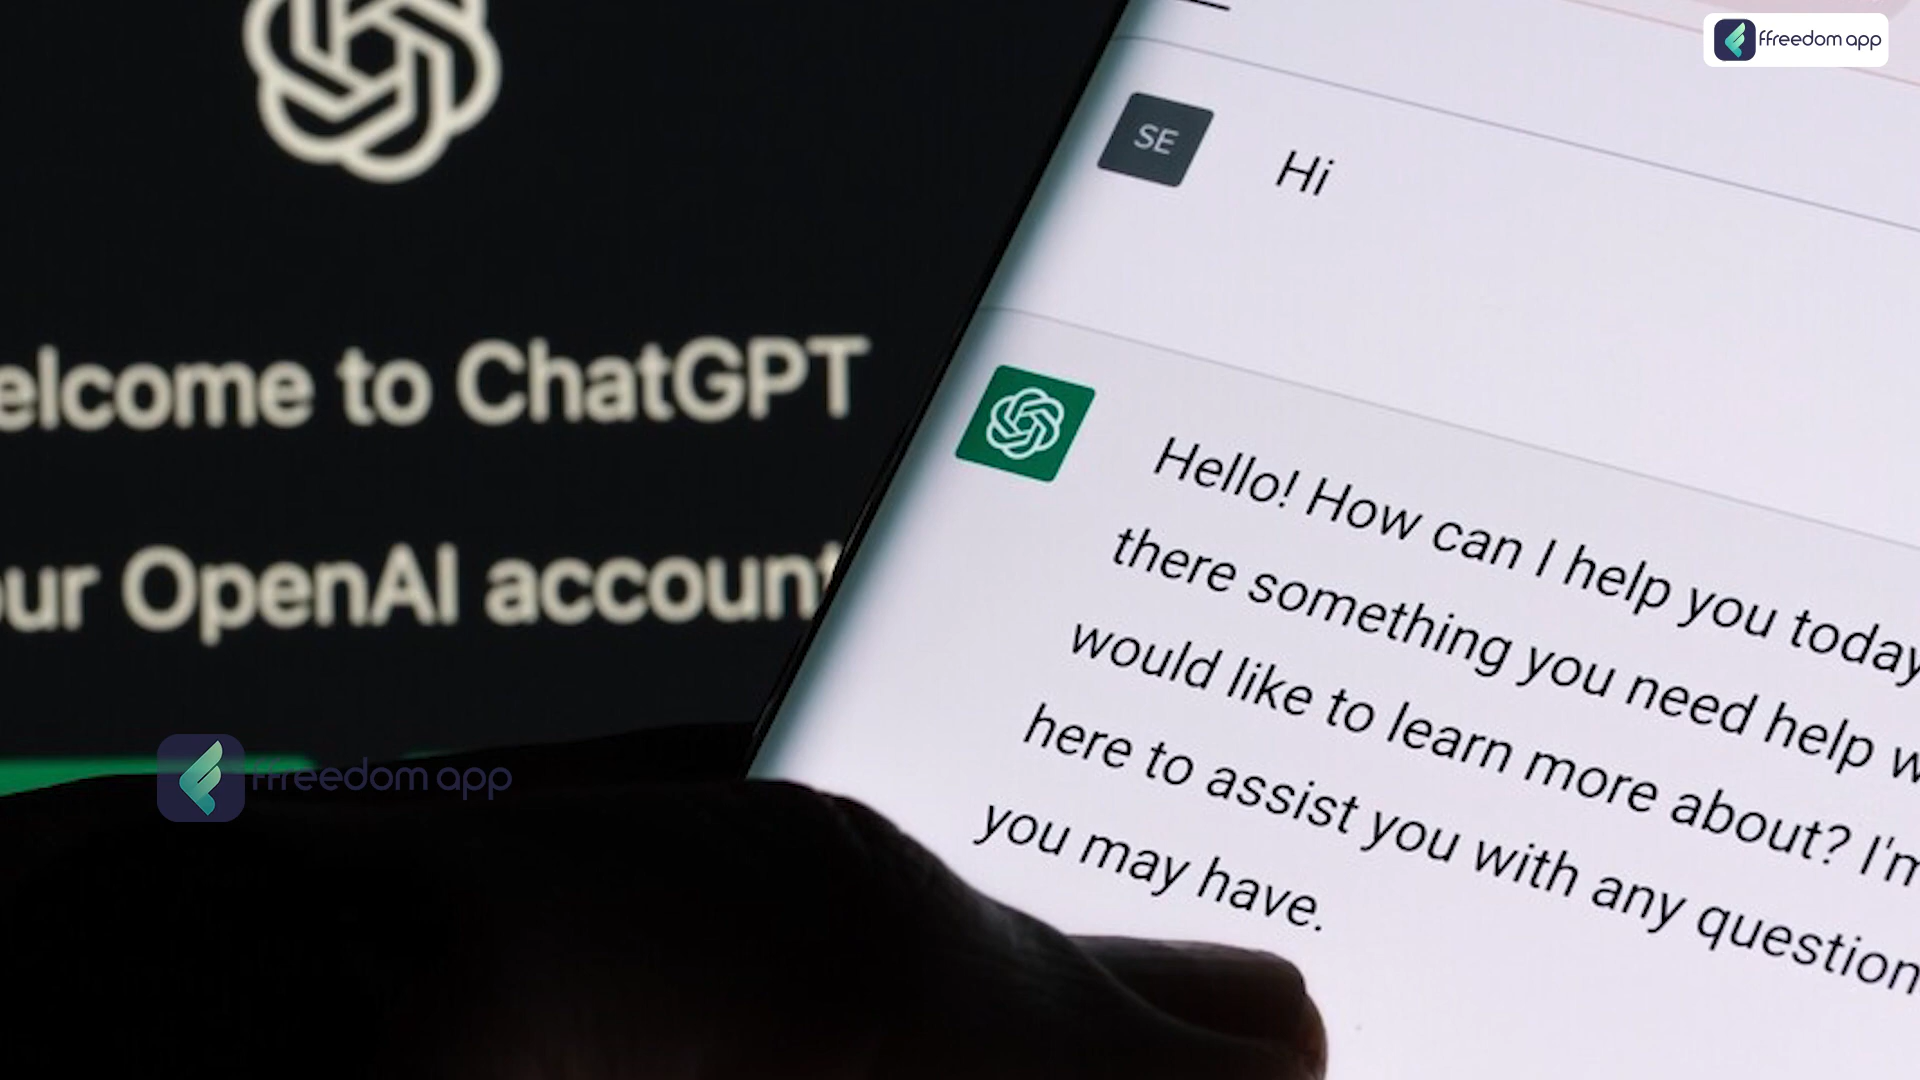 elcome to ChatGPT
our OpenAI account
SE
Hi
Hello! How can I help you today
there something you need help w
would like to learn more about? I'm
here to assist you with any question
you may have.
ffreedom app
ffreedom app